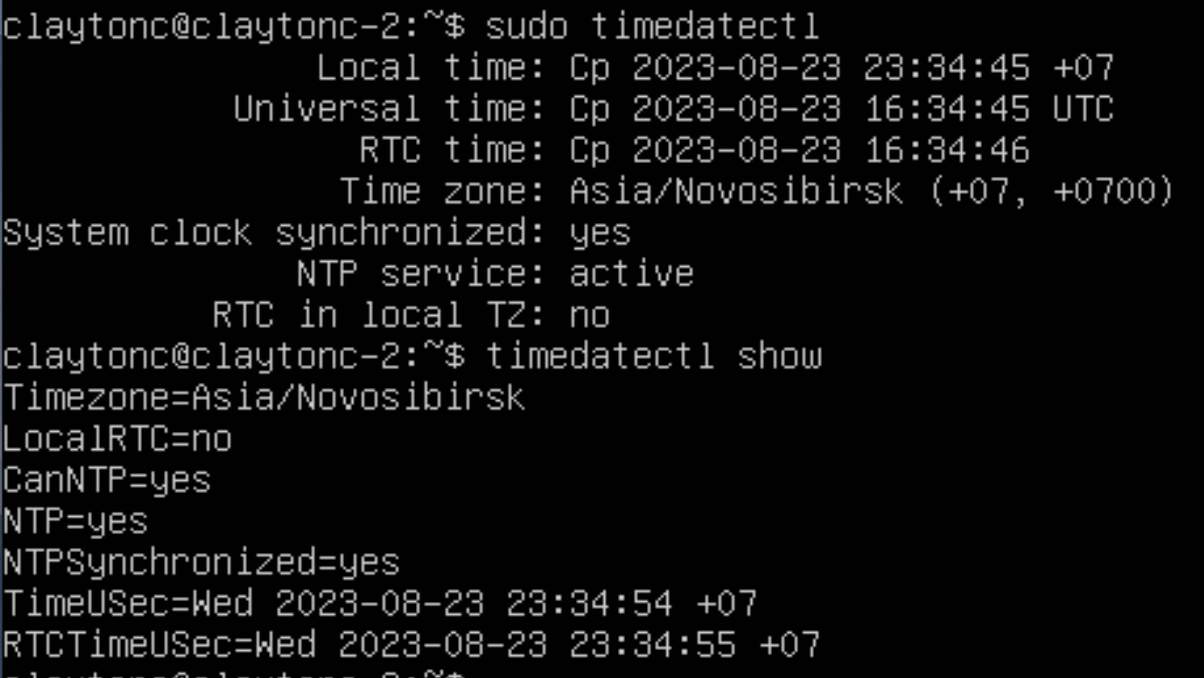 claytonc@claytonc-2:~$ sudo timedatectl
Local time: Ср 2023-08-23 23:34:45 +07
Universal time: Ср 2023-08-23 16:34:45 UTC
RTC time: Ср 2023-08-23 16:34:46
Time zone: Asia/Novosibirsk (+07, +0700)
System clock synchronized: yes
NTP service: active
RTC in local TZ: no
claytonc@claytonc-2:~$ timedatectl show
Timezone=Asia/Novosibirsk
LocalRTC=no
CanNTP=yes
NTP=yes
NTPSynchronized=yes
TimeUSec=Wed 2023-08-23 23:34:54 +07
RTCTimeUSec=Wed 2023-08-23 23:34:55 +07